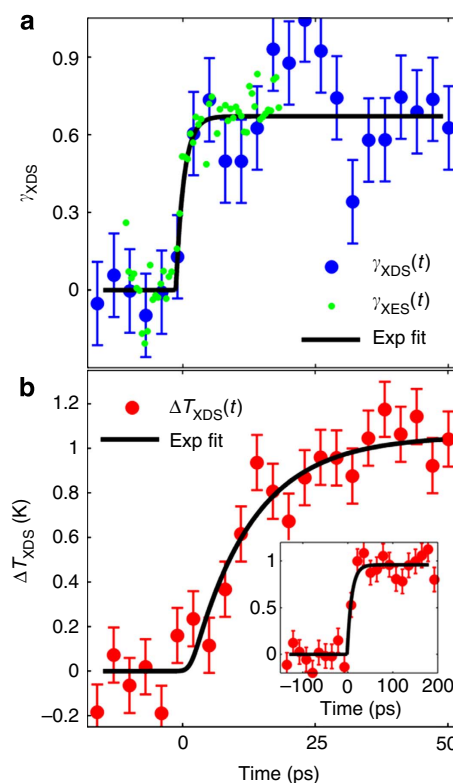 a
0.9
0.6
0.3
0
γXDS
γXDS(t)
γXES(t)
Exp fit
b
1.2
1
0.8
0.6
0.4
0.2
0
–0.2
ΔTXDS (K)
ΔTXDS(t)
Exp fit
1
0.5
0
–100 0 100 200
Time (ps)
0 25 50
Time (ps)